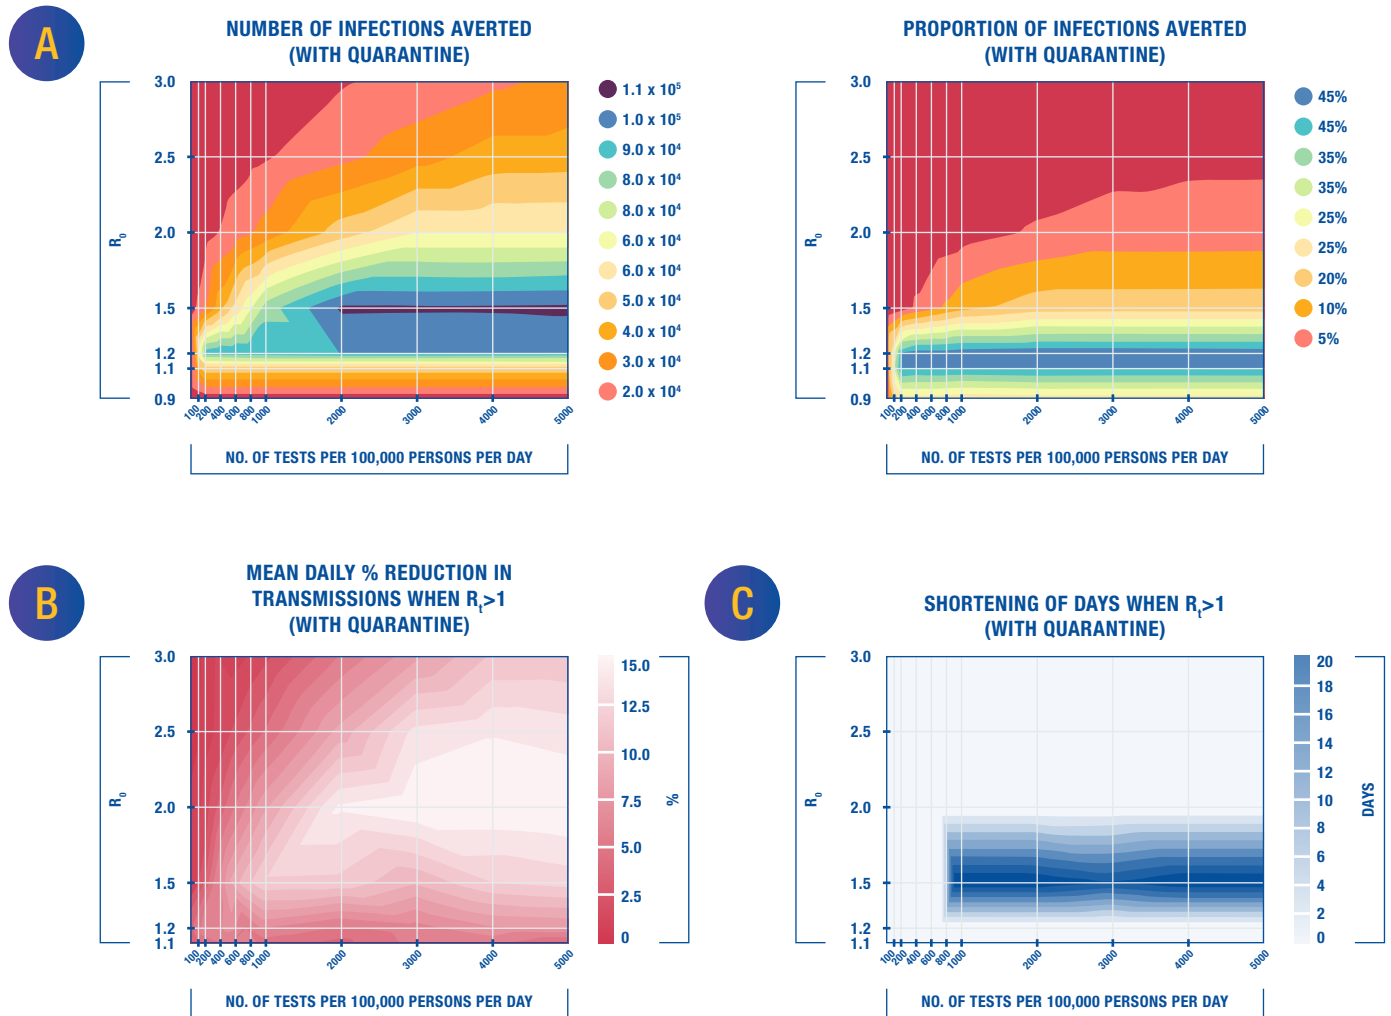 A
NUMBER OF INFECTIONS AVERTED
(WITH QUARANTINE)
3.0
2.5
2.0
1.5
1.2
1.1
0.9
R₀
100
200
400
600
800
1000
2000
3000
4000
5000
NO. OF TESTS PER 100,000 PERSONS PER DAY
1.1 x 10⁵
1.0 x 10⁵
9.0 x 10⁴
8.0 x 10⁴
8.0 x 10⁴
6.0 x 10⁴
6.0 x 10⁴
5.0 x 10⁴
4.0 x 10⁴
3.0 x 10⁴
2.0 x 10⁴
PROPORTION OF INFECTIONS AVERTED
(WITH QUARANTINE)
3.0
2.5
2.0
1.5
1.2
1.1
0.9
R₀
100
200
400
600
800
1000
2000
3000
4000
5000
NO. OF TESTS PER 100,000 PERSONS PER DAY
45%
45%
35%
35%
25%
25%
20%
10%
5%
B
MEAN DAILY % REDUCTION IN
TRANSMISSIONS WHEN Rₜ>1
(WITH QUARANTINE)
3.0
2.5
2.0
1.5
1.2
1.1
R₀
100
200
400
600
800
1000
2000
3000
4000
5000
NO. OF TESTS PER 100,000 PERSONS PER DAY
15.0
12.5
10.0
7.5
5.0
2.5
0
%
C
SHORTENING OF DAYS WHEN Rₜ>1
(WITH QUARANTINE)
3.0
2.5
2.0
1.5
1.2
1.1
R₀
100
200
400
600
800
1000
2000
3000
4000
5000
NO. OF TESTS PER 100,000 PERSONS PER DAY
20
18
16
14
12
10
8
6
4
2
0
DAYS